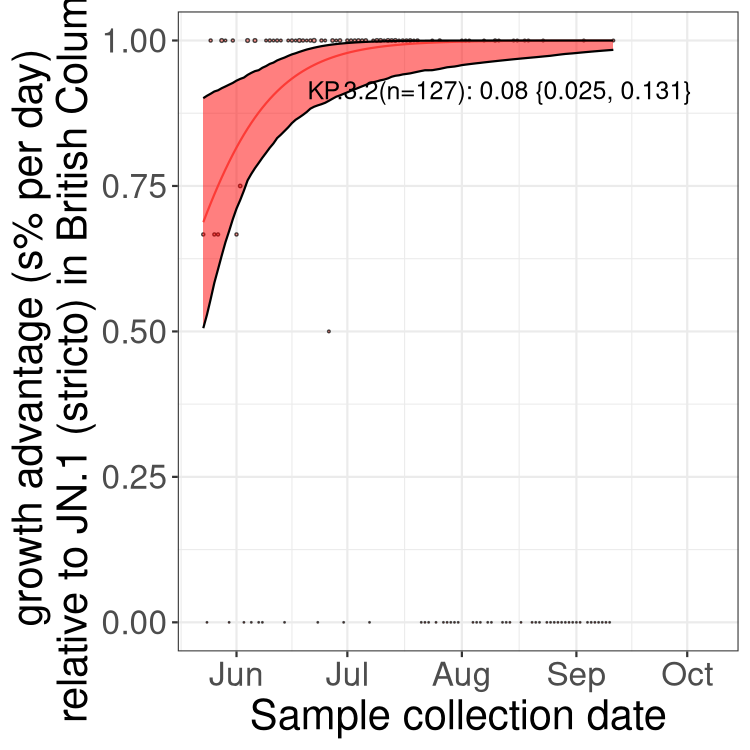 growth advantage (s% per day)
relative to JN.1 (stricto) in British Colum
1.00
0.75
0.50
0.25
0.00
KP.3.2(n=127): 0.08 {0.025, 0.131}
Jun Jul Aug Sep Oct
Sample collection date